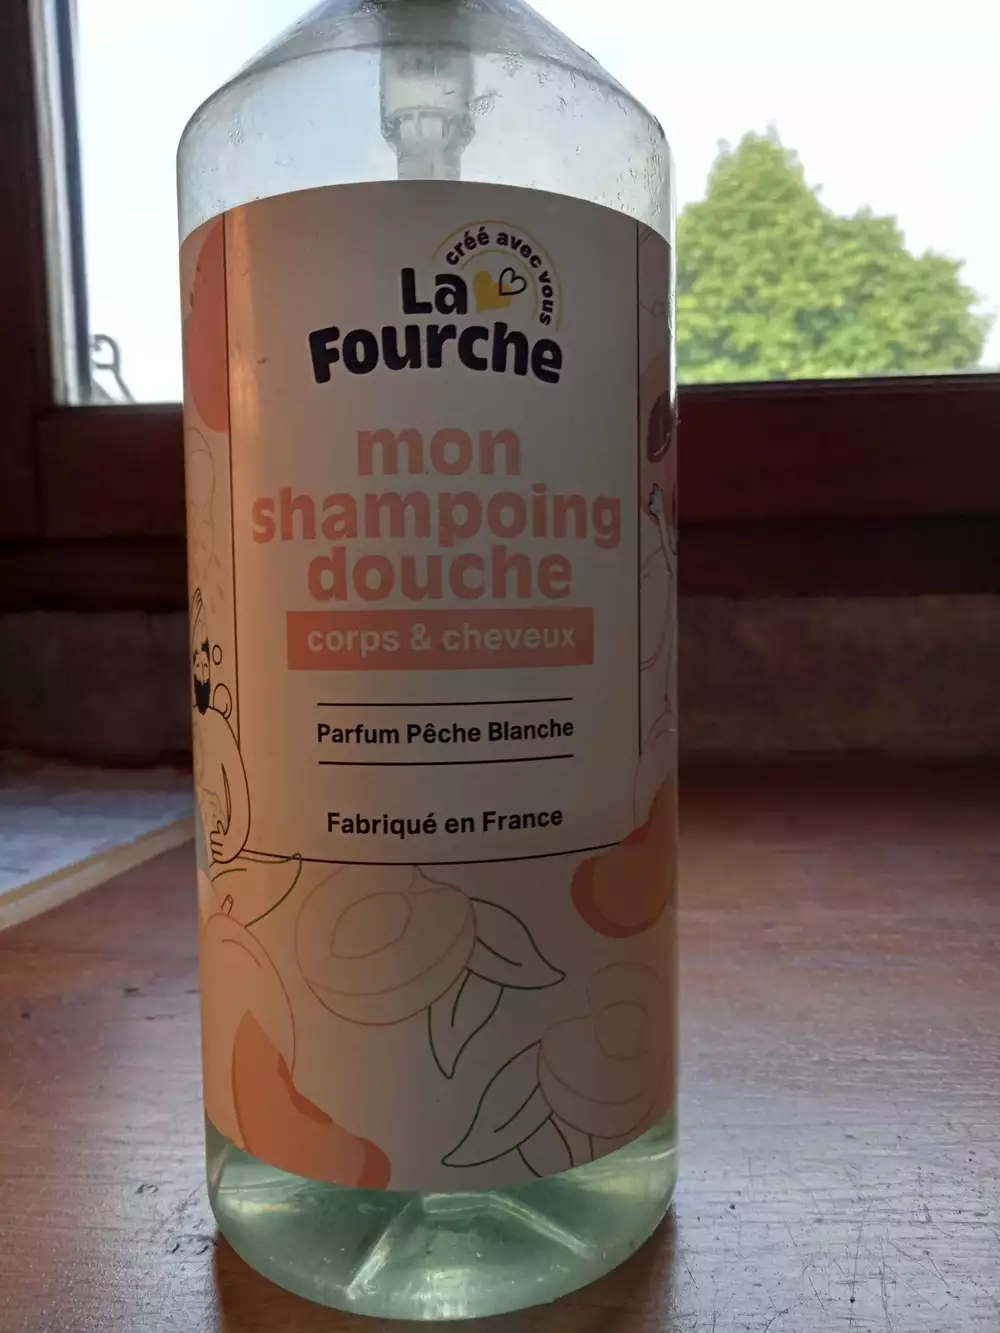 créé avec vous
La
Fourche
mon
shampoing
douche
corps & cheveux
Parfum Pêche Blanche
Fabriqué en France